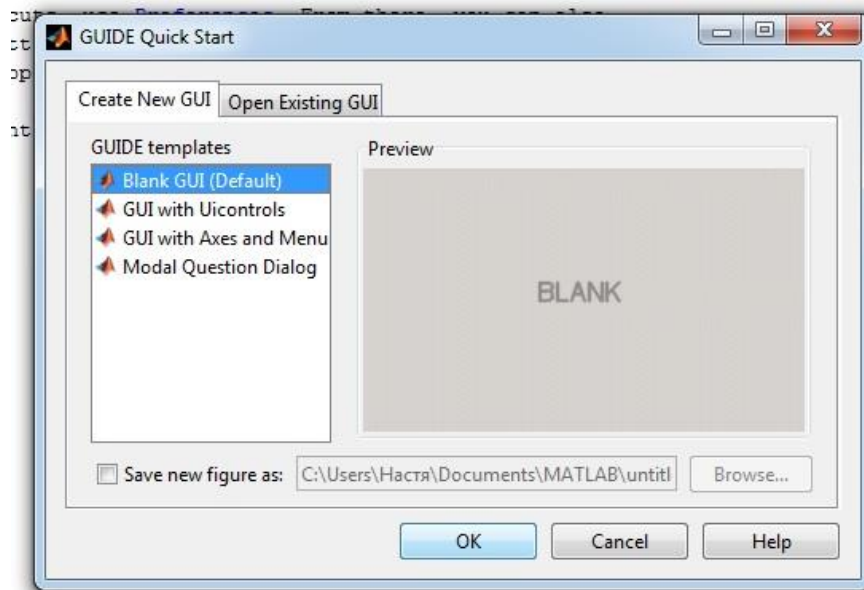 Preferences
GUIDE Quick Start
Create New GUI
Open Existing GUI
GUIDE templates
Blank GUI (Default)
GUI with Uicontrols
GUI with Axes and Menu
Modal Question Dialog
Preview
BLANK
Save new figure as:
C:\Users\Настя\Documents\MATLAB\untitl
Browse...
OK
Cancel
Help